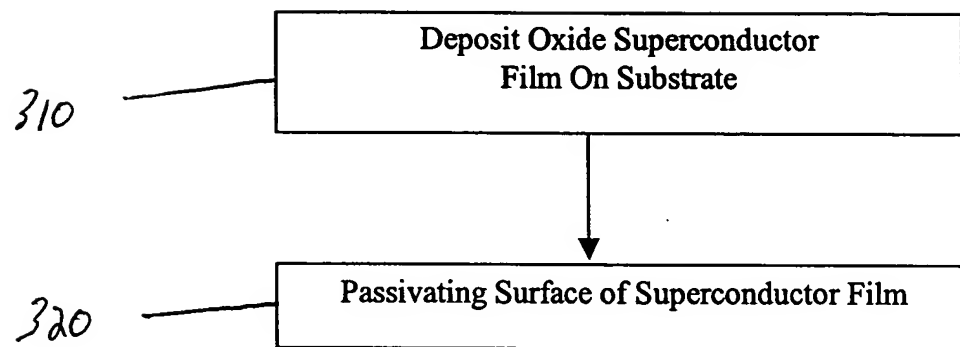 Deposit Oxide Superconductor
Film On Substrate
310
Passivating Surface of Superconductor Film
320